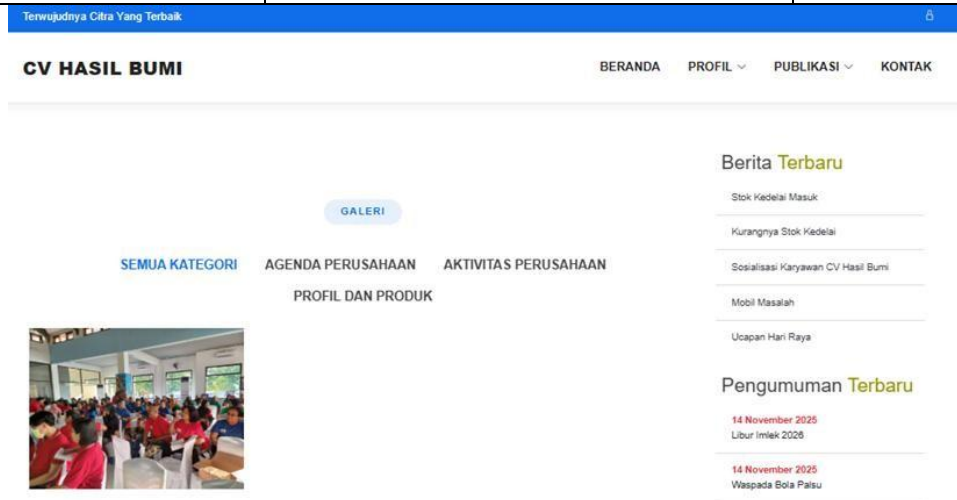 Terwujudnya Citra Yang Terbaik
CV HASIL BUMI
BERANDA PROFIL PUBLIKASI KONTAK
GALERI
SEMUA KATEGORI AGENDA PERUSAHAAN AKTIVITAS PERUSAHAAN
PROFIL DAN PRODUK
Berita Terbaru
Stok Kedelai Masuk
Kurangnya Stok Kedelai
Sosialisasi Karyawan CV Hasil Bumi
Mobil Masalah
Ucapan Hari Raya
Pengumuman Terbaru
14 November 2025
Libur Imlek 2026
14 November 2025
Waspada Bola Palsu